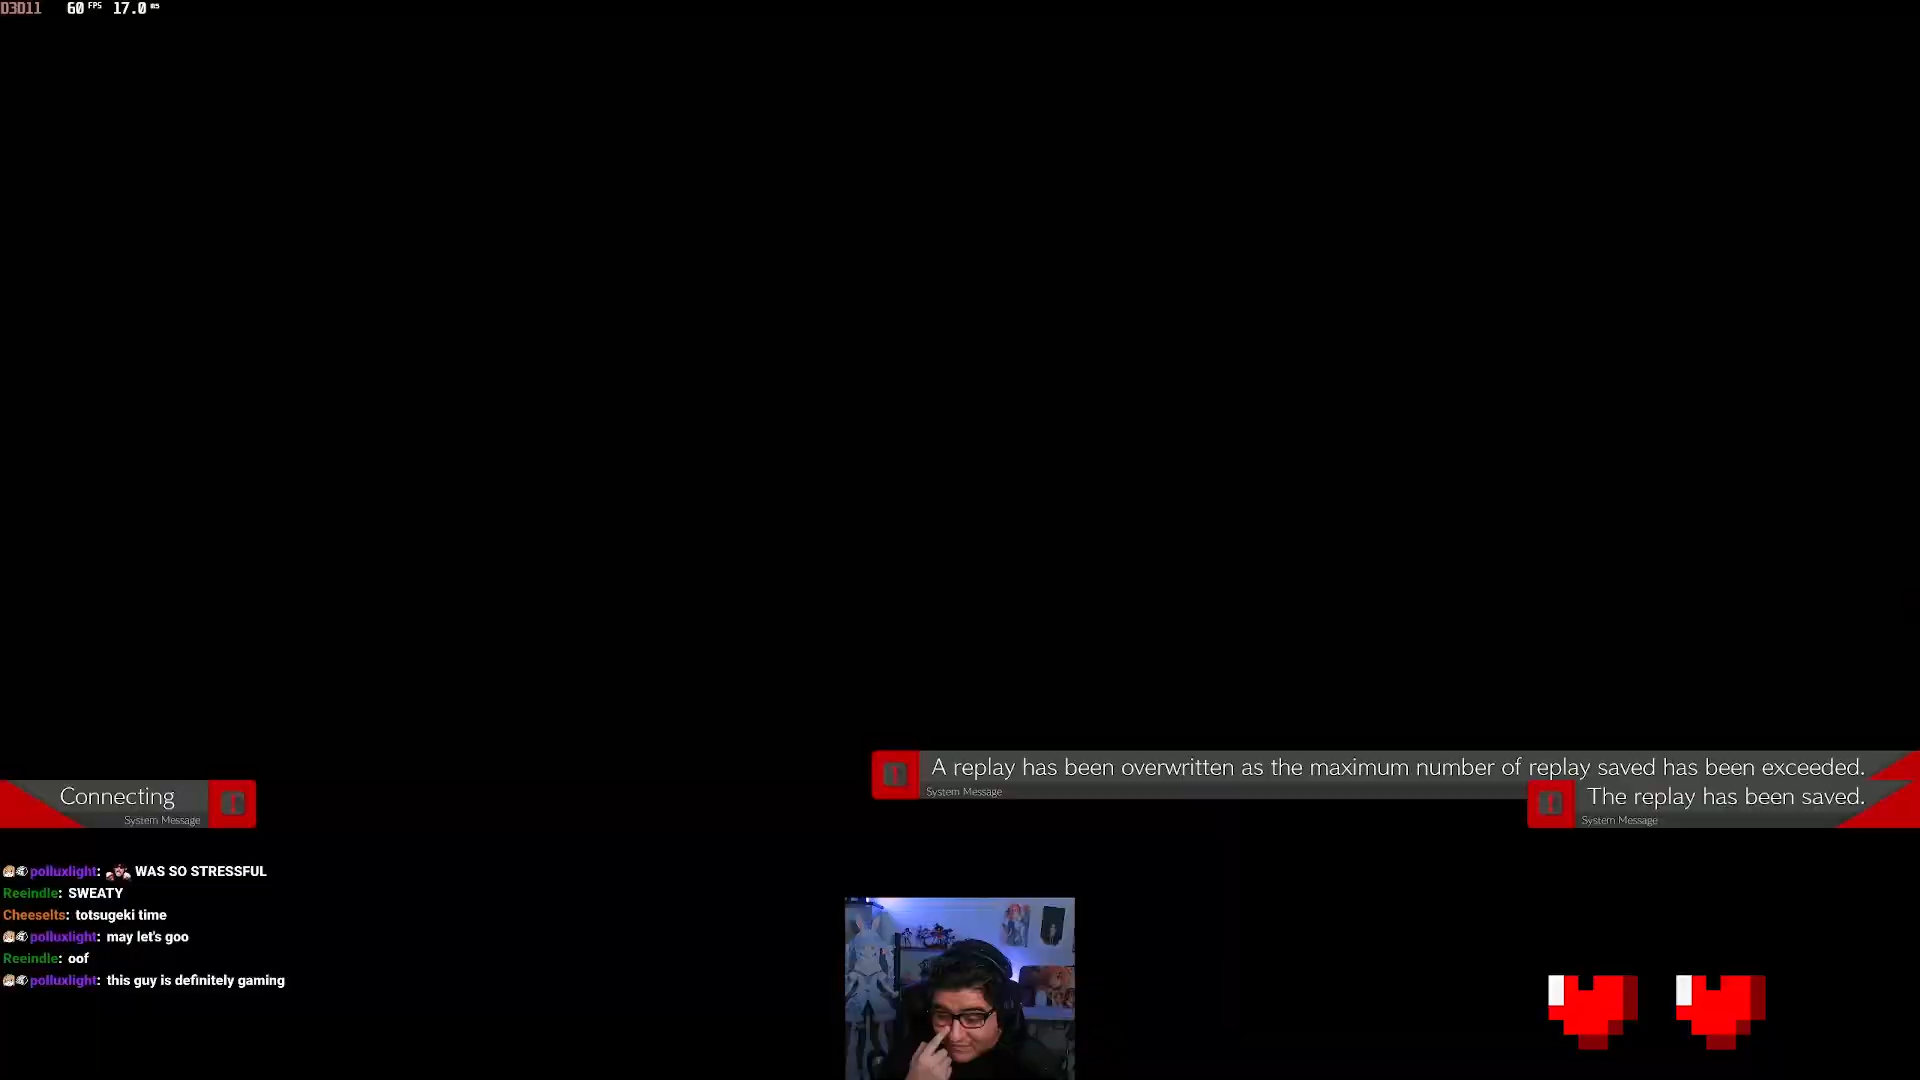 D3D11 60 FPS 17.0 ms
A replay has been overwritten as the maximum number of replay saved has been exceeded.
System Message
Connecting
System Message
The replay has been saved.
System Message
polluxlight: WAS SO STRESSFUL
Reeindle: SWEATY
Cheeselts: totsugeki time
polluxlight: may let's goo
Reeindle: oof
polluxlight: this guy is definitely gaming